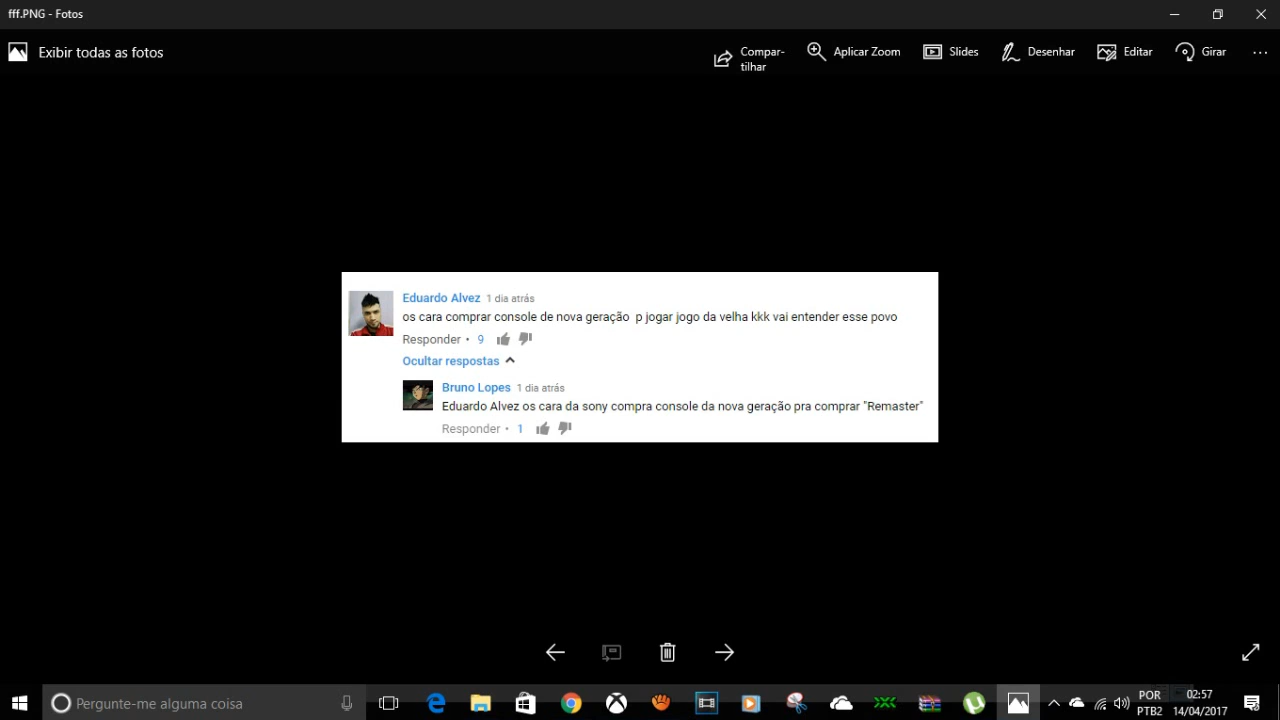 fff.PNG - Fotos
Exibir todas as fotos
Compar-
tilhar
Aplicar Zoom
Slides
Desenhar
Editar
Girar
Eduardo Alvez 1 dia atrás
os cara comprar console de nova geração p jogar jogo da velha kkk vai entender esse povo
Responder • 9
Ocultar respostas
Bruno Lopes 1 dia atrás
Eduardo Alvez os cara da sony compra console da nova geração pra comprar "Remaster"
Responder • 1
Pergunte-me alguma coisa
POR
PTB2
02:57
14/04/2017